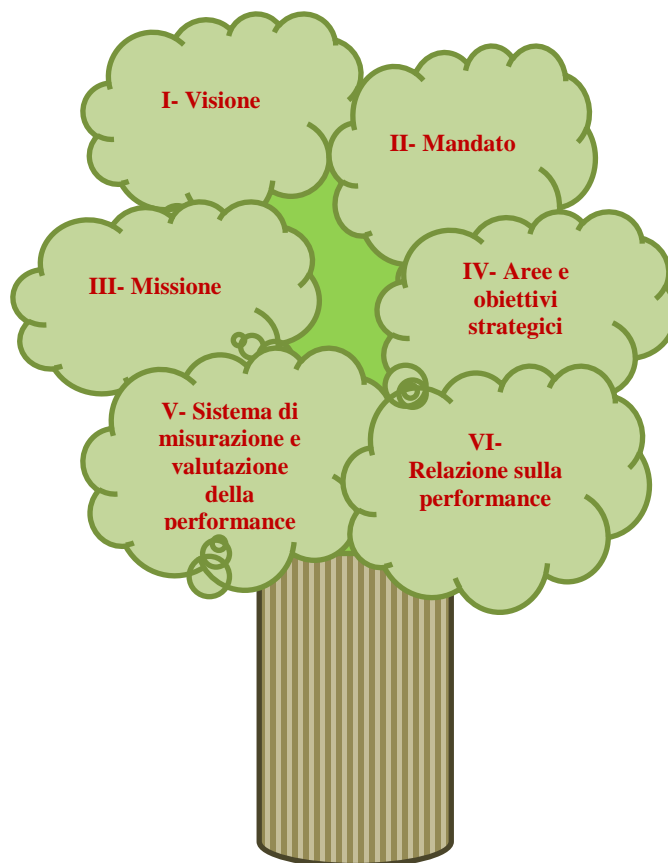 I- Visione
II- Mandato
III- Missione
IV- Aree e
obiettivi
strategici
V- Sistema di
misurazione e
valutazione
della
performance
VI-
Relazione sulla
performance